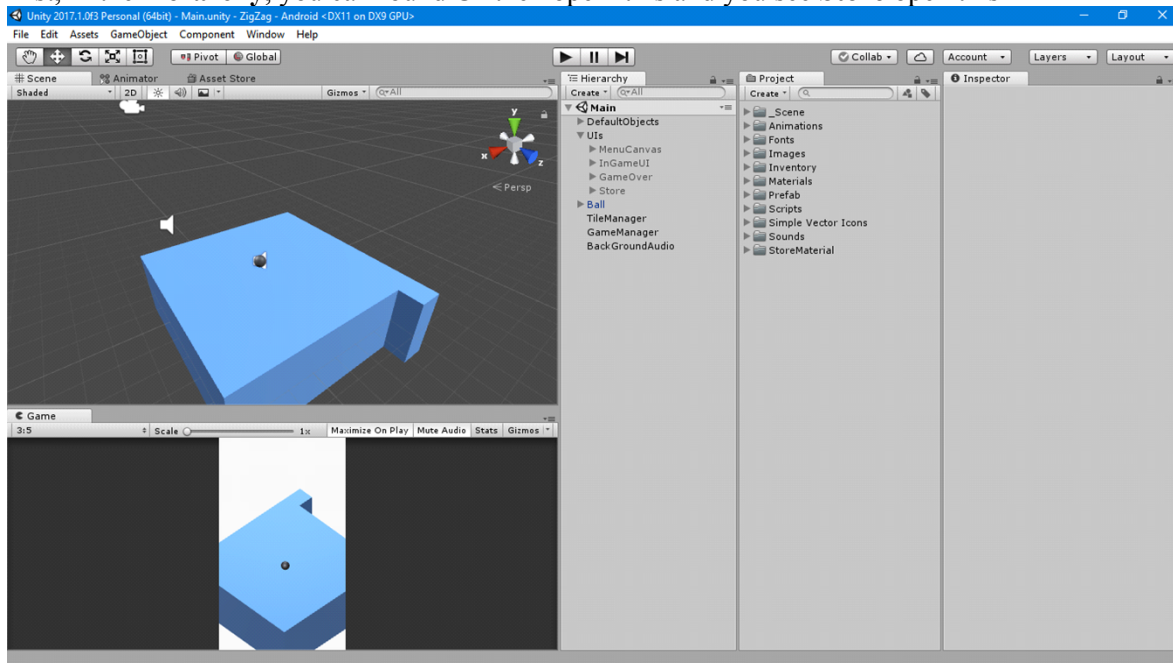 Unity 2017.1.0f3 Personal (64bit) - Main.unity - ZigZag - Android <DX11 on DX9 GPU>
File Edit Assets GameObject Component Window Help
Pivot Global Collab Account Layers Layout
Scene Animator Asset Store
Shaded 2D Gizmos All
y
x
z
Persp
Hierarchy
Create All
Main
DefaultObjects
UIs
MenuCanvas
InGameUI
GameOver
Store
Ball
TileManager
GameManager
BackGroundAudio
Project
Create
_Scene
Animations
Fonts
Images
Inventory
Materials
Prefab
Scripts
Simple Vector Icons
Sounds
StoreMaterial
Inspector
Game
3:5 Scale 1x Maximize On Play Mute Audio Stats Gizmos